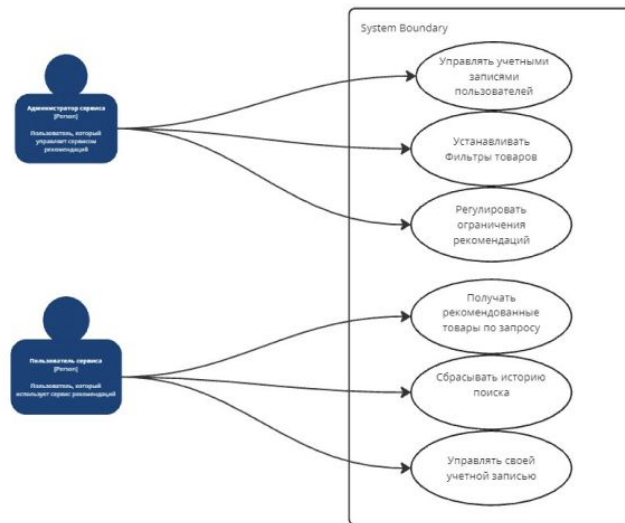 System Boundary
Управлять учетными
записями
пользователей
Администратор сервиса
[Person]
Пользователь, который
управляет сервисом
рекомендаций
Устанавливать
Фильтры товаров
Регулировать
ограничения
рекомендаций
Получать
рекомендованные
товары по запросу
Пользователь сервиса
[Person]
Пользователь, который
использует сервис рекомендаций
Сбрасывать историю
поиска
Управлять своей
учетной записью